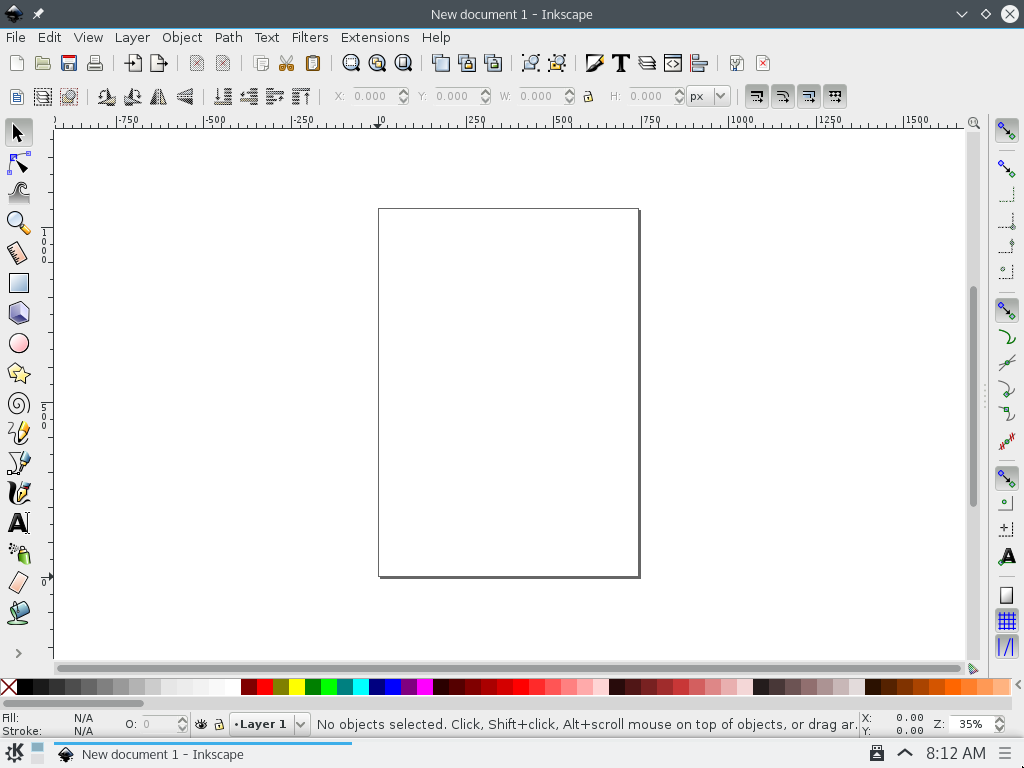 New document 1 - Inkscape
File Edit View Layer Object Path Text Filters Extensions Help
X: 0.000 Y: 0.000 W: 0.000 H: 0.000 px
-750 -500 -250 0 250 500 750 1000 1250 1500
1000
500
0
Fill: N/A
Stroke: N/A
O: 0
•Layer 1
No objects selected. Click, Shift+click, Alt+scroll mouse on top of objects, or drag ar.
X: 0.00
Y: 0.00
Z: 35%
New document 1 - Inkscape
8:12 AM